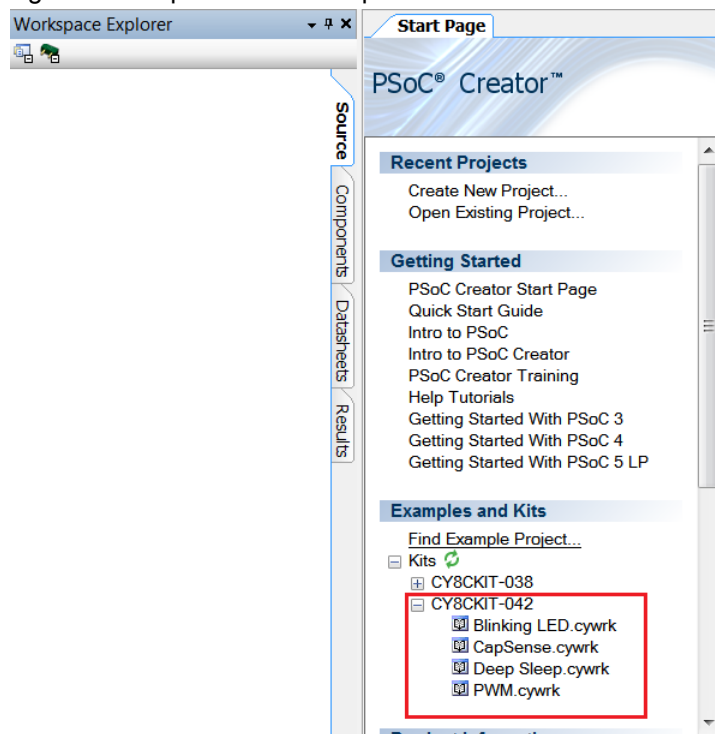 Workspace Explorer
Source
Components
Datasheets
Results
Start Page
PSoC® Creator™
Recent Projects
Create New Project...
Open Existing Project...
Getting Started
PSoC Creator Start Page
Quick Start Guide
Intro to PSoC
Intro to PSoC Creator
PSoC Creator Training
Help Tutorials
Getting Started With PSoC 3
Getting Started With PSoC 4
Getting Started With PSoC 5 LP
Examples and Kits
Find Example Project...
Kits
CY8CKIT-038
CY8CKIT-042
Blinking LED.cywrk
CapSense.cywrk
Deep Sleep.cywrk
PWM.cywrk